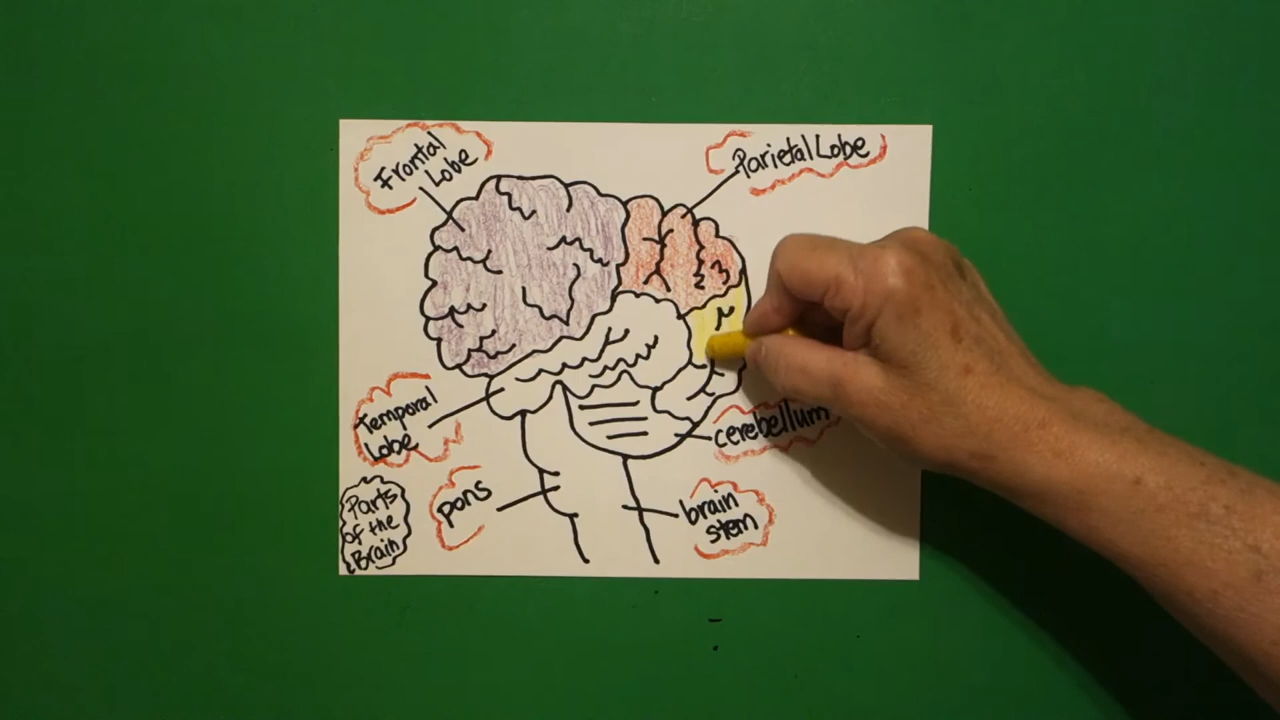 Frontal
Lobe
Parietal Lobe
Temporal
Lobe
cerebellum
pons
brain
stem
Parts
of the
Brain